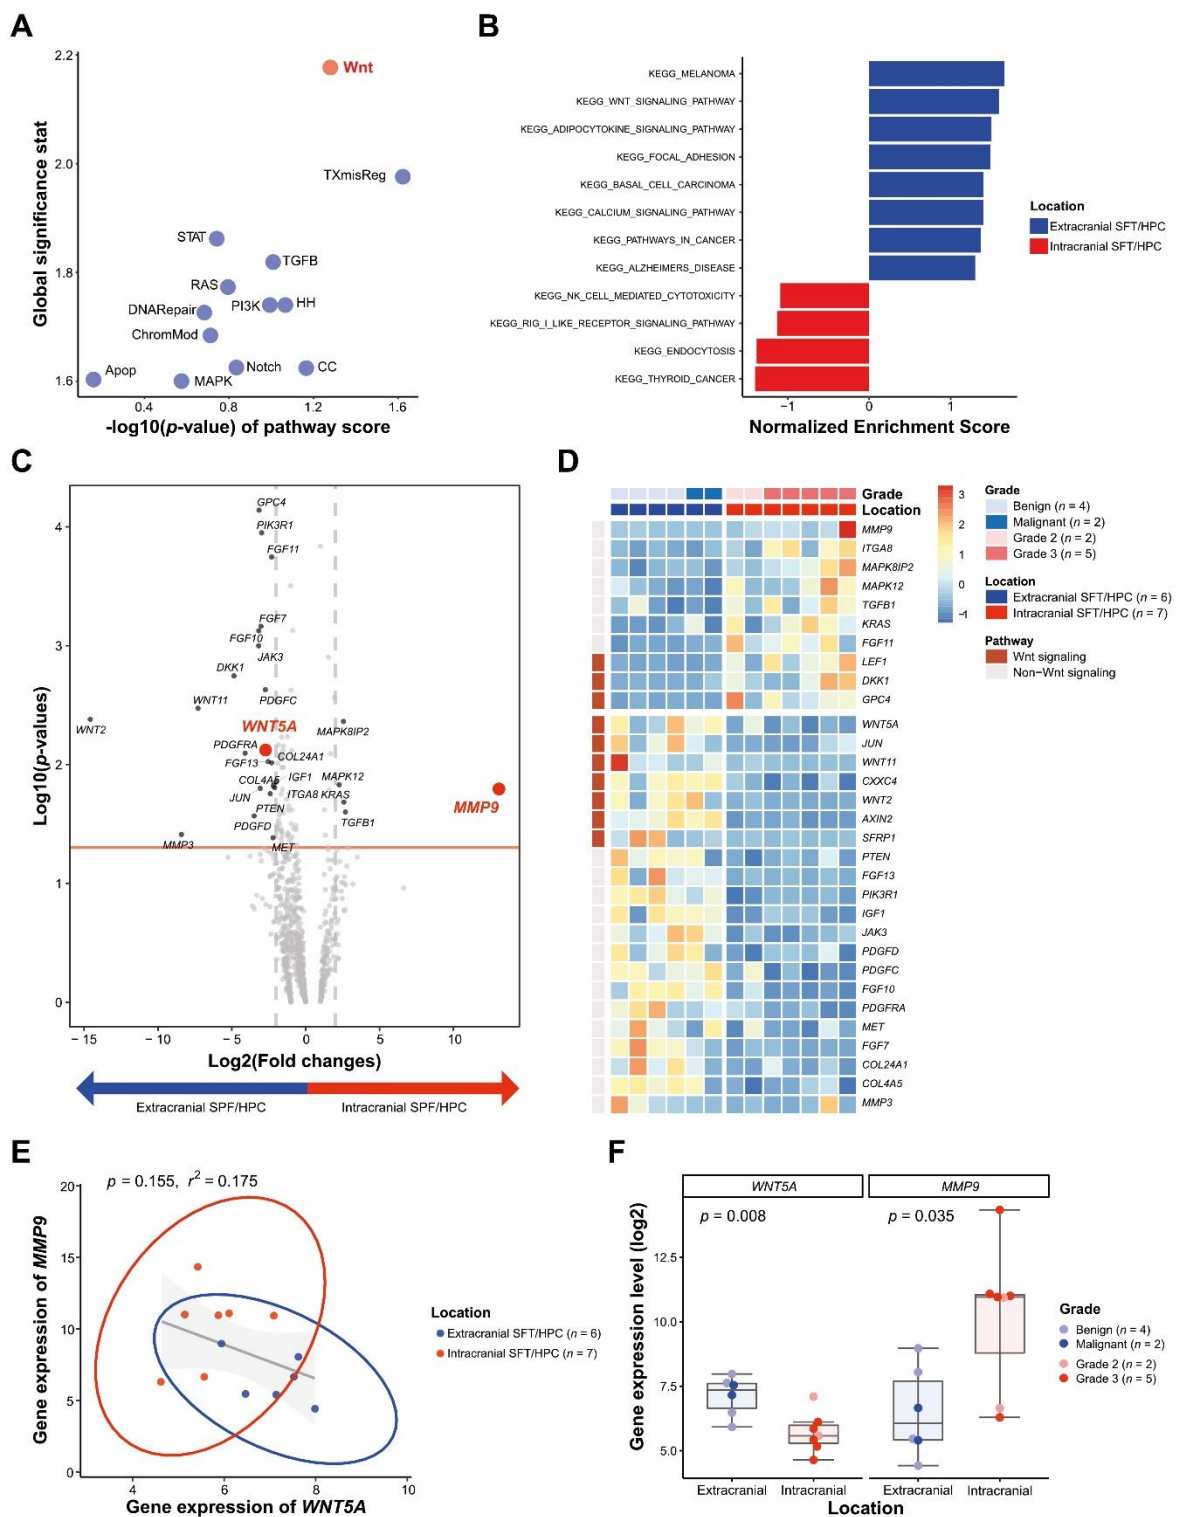 A
2.2
2.0
1.8
1.6
Global significance stat
Wnt
TXmisReg
STAT
TGFB
RAS
PI3K
HH
DNARepair
ChromMod
Notch
CC
Apop
MAPK
0.4 0.8 1.2 1.6
-log10(p-value) of pathway score
B
KEGG_MELANOMA
KEGG_WNT_SIGNALING_PATHWAY
KEGG_ADIPOCYTOKINE_SIGNALING_PATHWAY
KEGG_FOCAL_ADHESION
KEGG_BASAL_CELL_CARCINOMA
KEGG_CALCIUM_SIGNALING_PATHWAY
KEGG_PATHWAYS_IN_CANCER
KEGG_ALZHEIMERS_DISEASE
KEGG_NK_CELL_MEDIATED_CYTOTOXICITY
KEGG_RIG_I_LIKE_RECEPTOR_SIGNALING_PATHWAY
KEGG_ENDOCYTOSIS
KEGG_THYROID_CANCER
−1 0 1
Normalized Enrichment Score
Location
Extracranial SFT/HPC
Intracranial SFT/HPC
C
4
3
2
1
0
Log10(p-values)
GPC4
PIK3R1
FGF11
FGF7
FGF10
JAK3
DKK1
PDGFC
WNT11
WNT2
WNT5A
MAPK8IP2
PDGFRA
COL24A1
FGF13
IGF1
MAPK12
COL4A5
JUN
ITGA8
KRAS
PTEN
PDGFD
TGFB1
MMP9
MMP3
MET
−15 −10 −5 0 5 10
Log2(Fold changes)
Extracranial SPF/HPC
Intracranial SPF/HPC
D
Grade
Location
MMP9
ITGA8
MAPK8IP2
MAPK12
TGFB1
KRAS
FGF11
LEF1
DKK1
GPC4
WNT5A
JUN
WNT11
CXXC4
WNT2
AXIN2
SFRP1
PTEN
FGF13
PIK3R1
IGF1
JAK3
PDGFD
PDGFC
FGF10
PDGFRA
MET
FGF7
COL24A1
COL4A5
MMP3
3
2
1
0
−1
Grade
Benign (n = 4)
Malignant (n = 2)
Grade 2 (n = 2)
Grade 3 (n = 5)
Location
Extracranial SFT/HPC (n = 6)
Intracranial SFT/HPC (n = 7)
Pathway
Wnt signaling
Non−Wnt signaling
E
p = 0.155, r² = 0.175
20
15
10
5
0
Gene expression of MMP9
4 6 8 10
Gene expression of WNT5A
Location
Extracranial SFT/HPC (n = 6)
Intracranial SFT/HPC (n = 7)
F
WNT5A MMP9
p = 0.008 p = 0.035
12.5
10.0
7.5
5.0
Gene expression level (log2)
Extracranial Intracranial Extracranial Intracranial
Location
Grade
Benign (n = 4)
Malignant (n = 2)
Grade 2 (n = 2)
Grade 3 (n = 5)